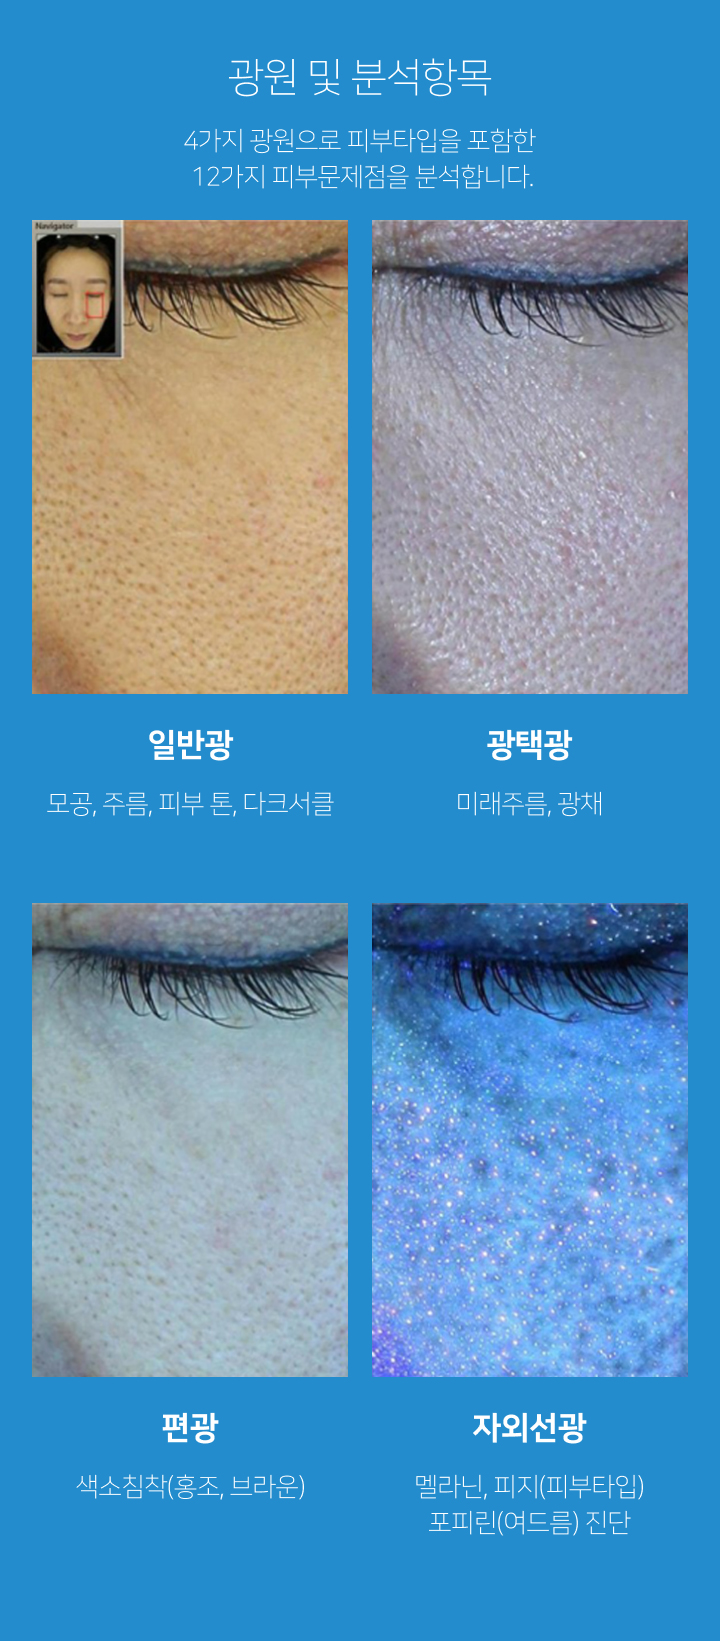 광원 및 분석항목
4가지 광원으로 피부타입을 포함한
12가지 피부문제점을 분석합니다.
Navigator
일반광
모공, 주름, 피부 톤, 다크서클
광택광
미래주름, 광채
편광
색소침착(홍조, 브라운)
자외선광
멜라닌, 피지(피부타입)
포피린(여드름) 진단